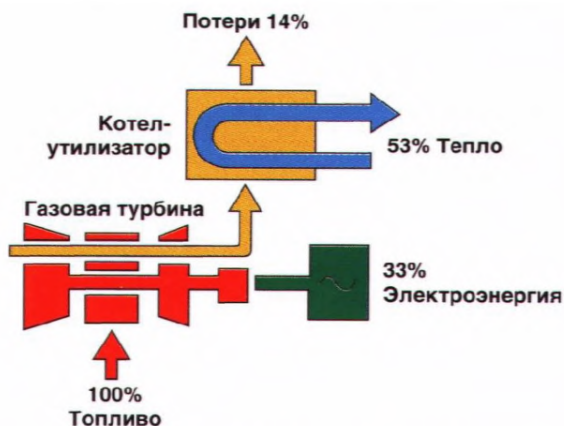 Потери 14%
Котел-
утилизатор
53% Тепло
Газовая турбина
33%
Электроэнергия
100%
Топливо